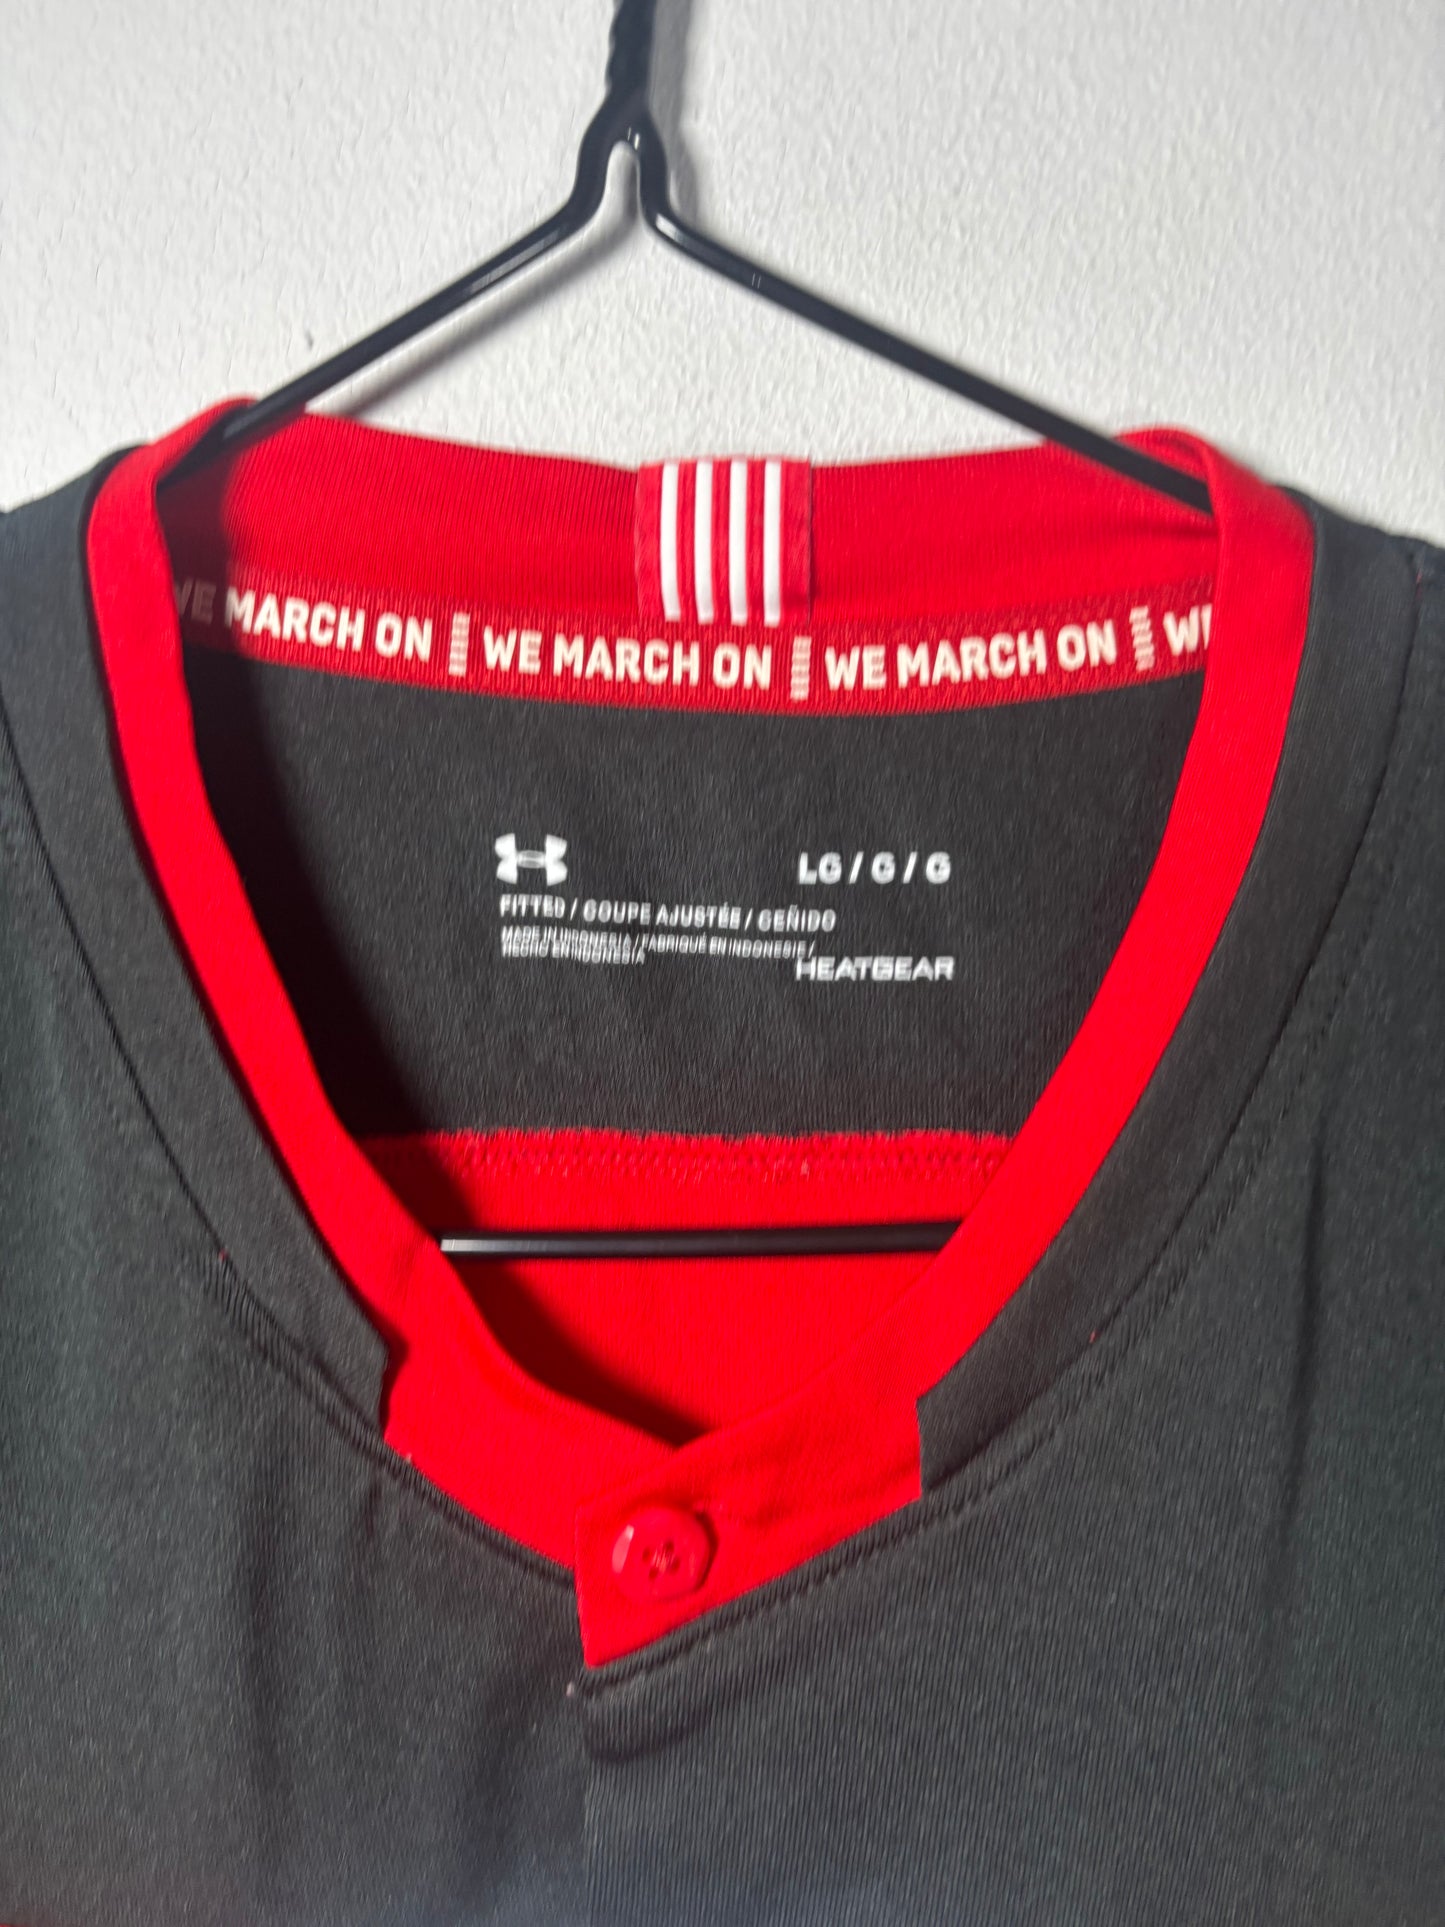 WE MARCH ON WE MARCH ON WE MARCH ON WE
LG / G / G
FITTED / COUPE AJUSTÉE / CEÑIDO
MADE IN INDONESIA / FABRIQUÉ EN INDONESIE /
HECHO EN INDONESIA
HEATGEAR